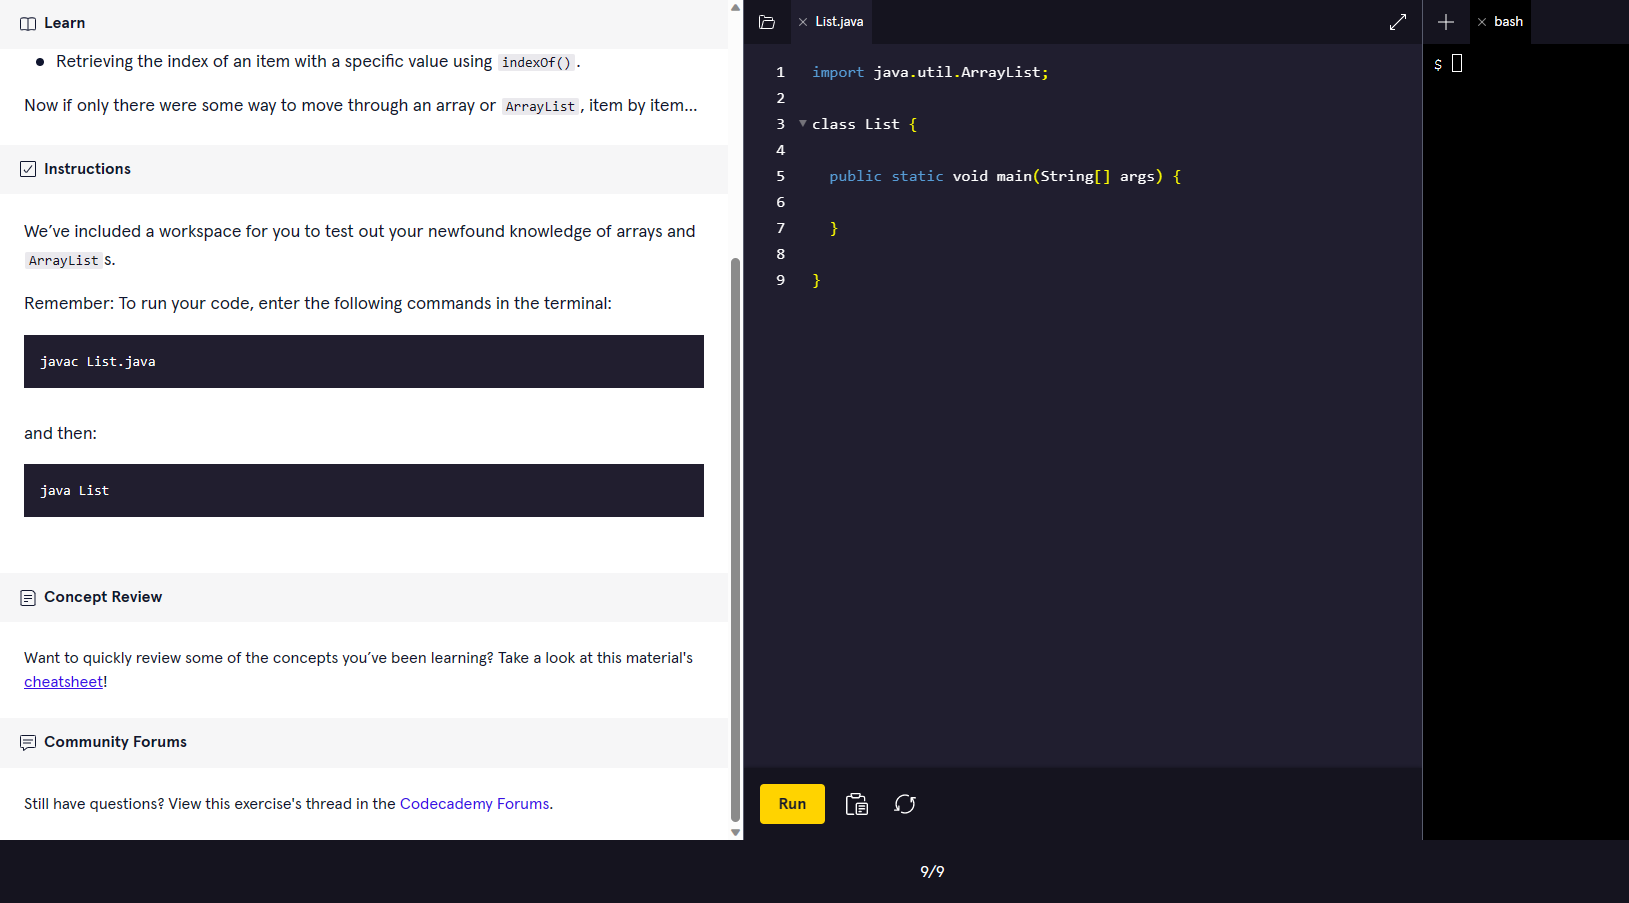 Learn
Retrieving the index of an item with a specific value using indexOf().
Now if only there were some way to move through an array or ArrayList, item by item...
Instructions
We’ve included a workspace for you to test out your newfound knowledge of arrays and
ArrayLists.
Remember: To run your code, enter the following commands in the terminal:
javac List.java
and then:
java List
Concept Review
Want to quickly review some of the concepts you’ve been learning? Take a look at this material's
cheatsheet!
Community Forums
Still have questions? View this exercise's thread in the Codecademy Forums.
List.java
1 import java.util.ArrayList;
2
3 class List {
4
5 public static void main(String[] args) {
6
7 }
8
9 }
Run
bash
$
9/9